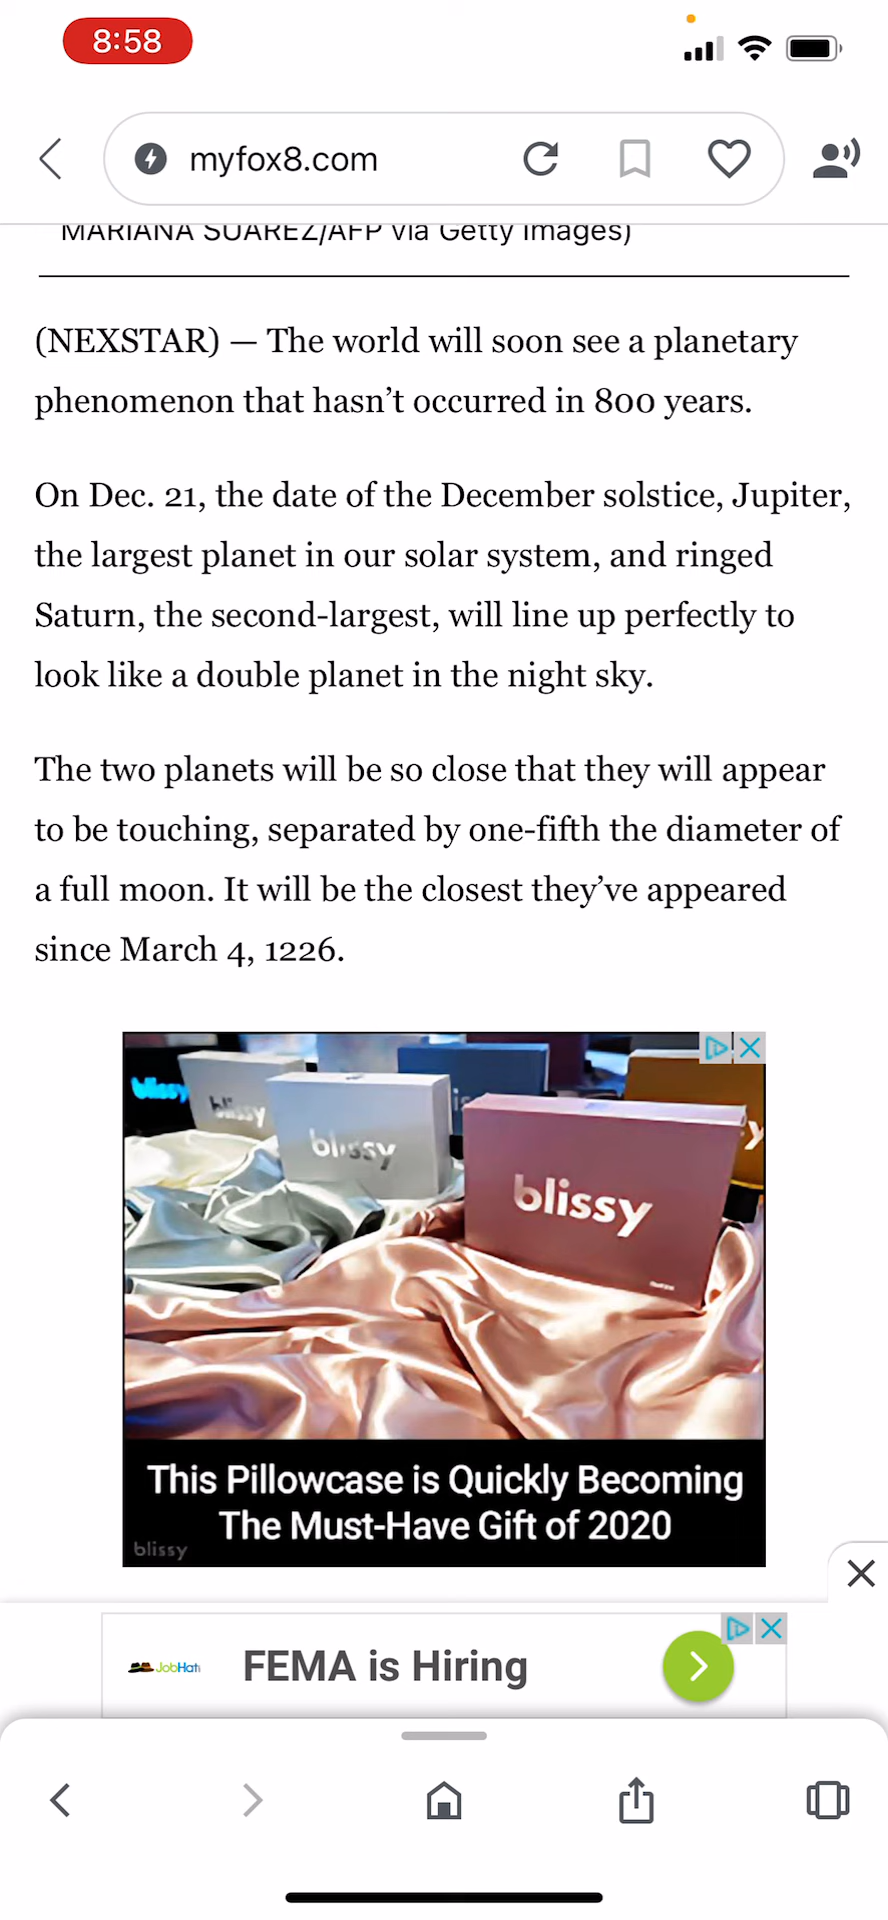 8:58
myfox8.com
MARIANA SUAREZ/AFP via Getty Images)
(NEXSTAR) — The world will soon see a planetary
phenomenon that hasn’t occurred in 800 years.
On Dec. 21, the date of the December solstice, Jupiter,
the largest planet in our solar system, and ringed
Saturn, the second-largest, will line up perfectly to
look like a double planet in the night sky.
The two planets will be so close that they will appear
to be touching, separated by one-fifth the diameter of
a full moon. It will be the closest they’ve appeared
since March 4, 1226.
blissy
blissy
blissy
blissy
This Pillowcase is Quickly Becoming
The Must-Have Gift of 2020
blissy
JobHat
FEMA is Hiring